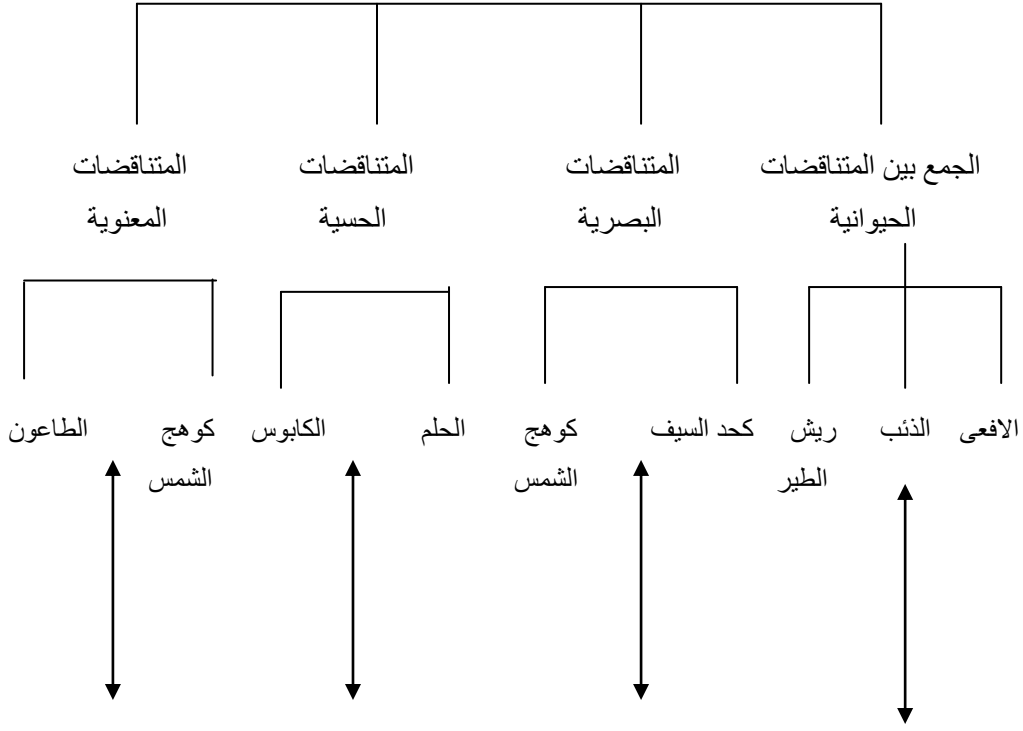 الجمع بين المتناقضات المتناقضات المتناقضات المتناقضات
الحيوانية البصرية الحسية المعنوية
الافعى الذئب ريش كحد السيف كوهج الحلم الكابوس كوهج الطاعون
الطير الشمس الشمس